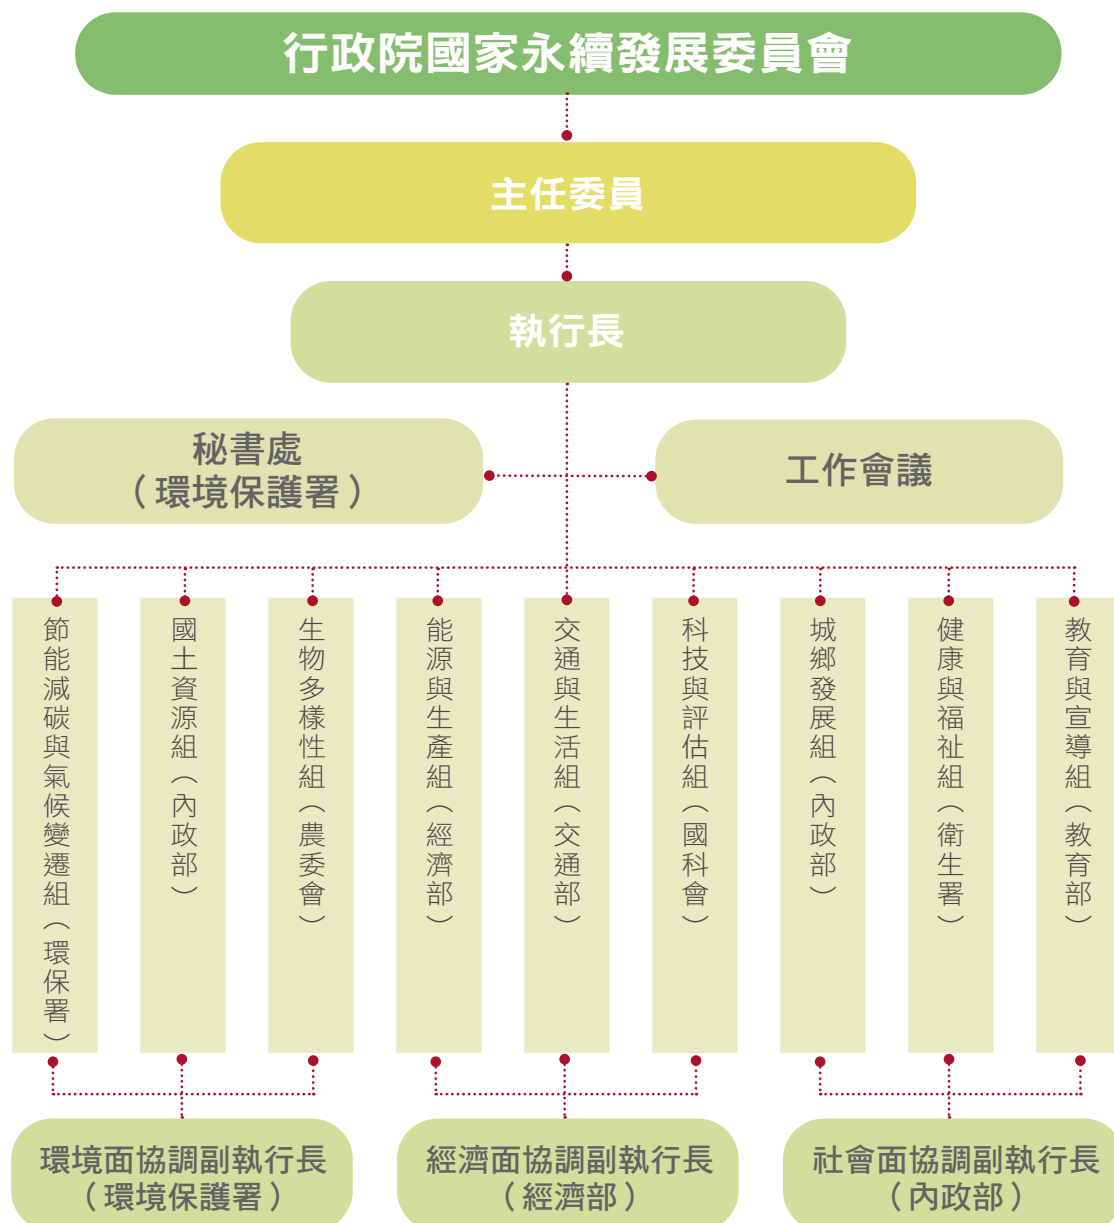 行政院國家永續發展委員會
主任委員
執行長
秘書處
（環境保護署）
工作會議
節能減碳與氣候變遷組（環保署）
國土資源組（內政部）
生物多樣性組（農委會）
能源與生產組（經濟部）
交通與生活組（交通部）
科技與評估組（國科會）
城鄉發展組（內政部）
健康與福祉組（衛生署）
教育與宣導組（教育部）
環境面協調副執行長
（環境保護署）
經濟面協調副執行長
（經濟部）
社會面協調副執行長
（內政部）